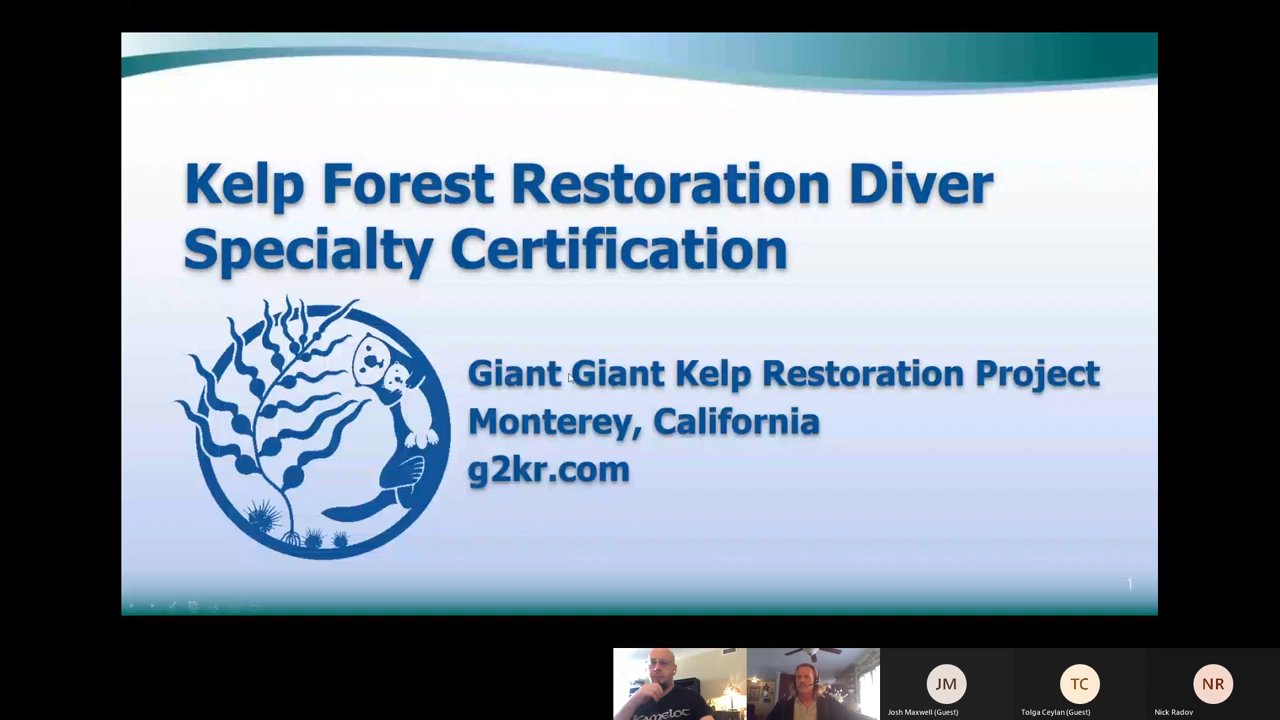 Kelp Forest Restoration Diver
Specialty Certification
Giant Giant Kelp Restoration Project
Monterey, California
g2kr.com
1
KAMELOT
JM
TC
NR
Josh Maxwell (Guest)
Tolga Ceylan (Guest)
Nick Radov